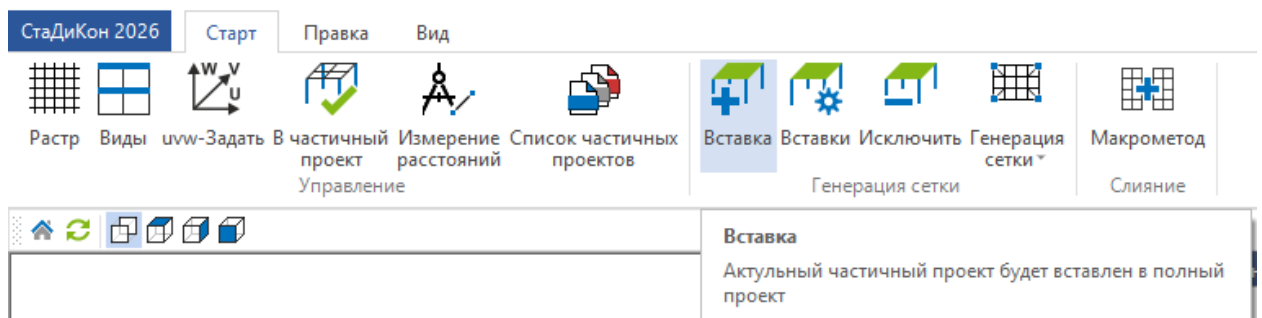 СтаДиКон 2026 Старт Правка Вид
W V U
Растр Виды uvw-Задать В частичный проект Измерение расстояний Список частичных проектов Вставка Вставки Исключить Генерация сетки Макрометод
Управление Генерация сетки Слияние
Вставка
Актульный частичный проект будет вставлен в полный
проект